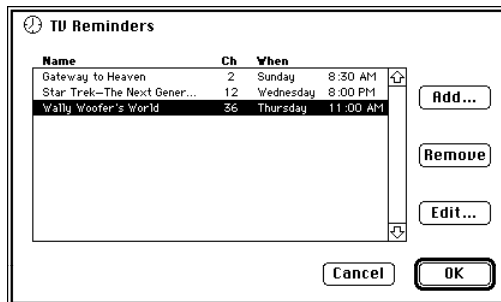 TV Reminders
Name Ch When
Gateway to Heaven 2 Sunday 8:30 AM
Star Trek—The Next Gener... 12 Wednesday 8:00 PM
Wally Woofer's World 36 Thursday 11:00 AM
Add...
Remove
Edit...
Cancel OK